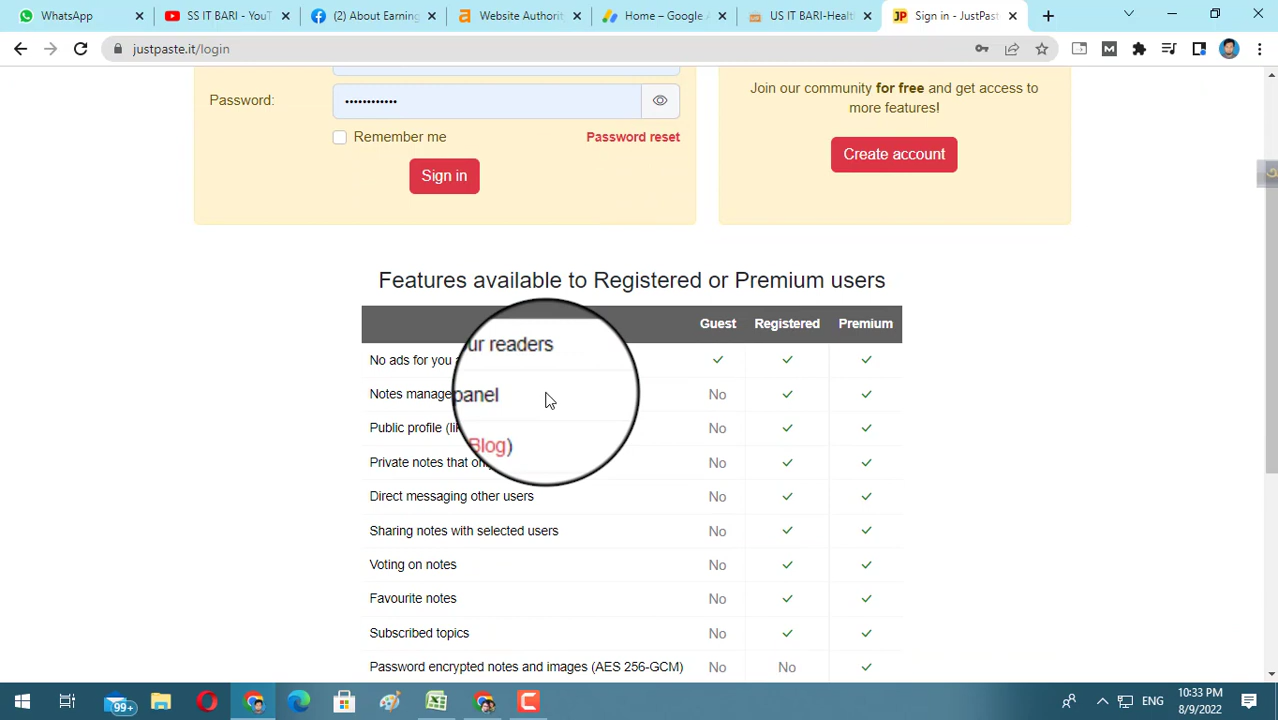 WhatsApp
SS IT BARI - YouT
(2) About Earning
Website Authorit
Home – Google A
US IT BARI-Healt
JP Sign in - JustPast
justpaste.it/login
Password:
Join our community for free and get access to
more features!
Remember me
Password reset
Create account
Sign in
Features available to Registered or Premium users
Guest Registered Premium
ur readers
No ads for you
Notes manage panel No
Public profile No
Blog)
Private notes that No
Direct messaging other users No
Sharing notes with selected users No
Voting on notes No
Favourite notes No
Subscribed topics No
Password encrypted notes and images (AES 256-GCM) No No
99+
ENG
10:33 PM
8/9/2022